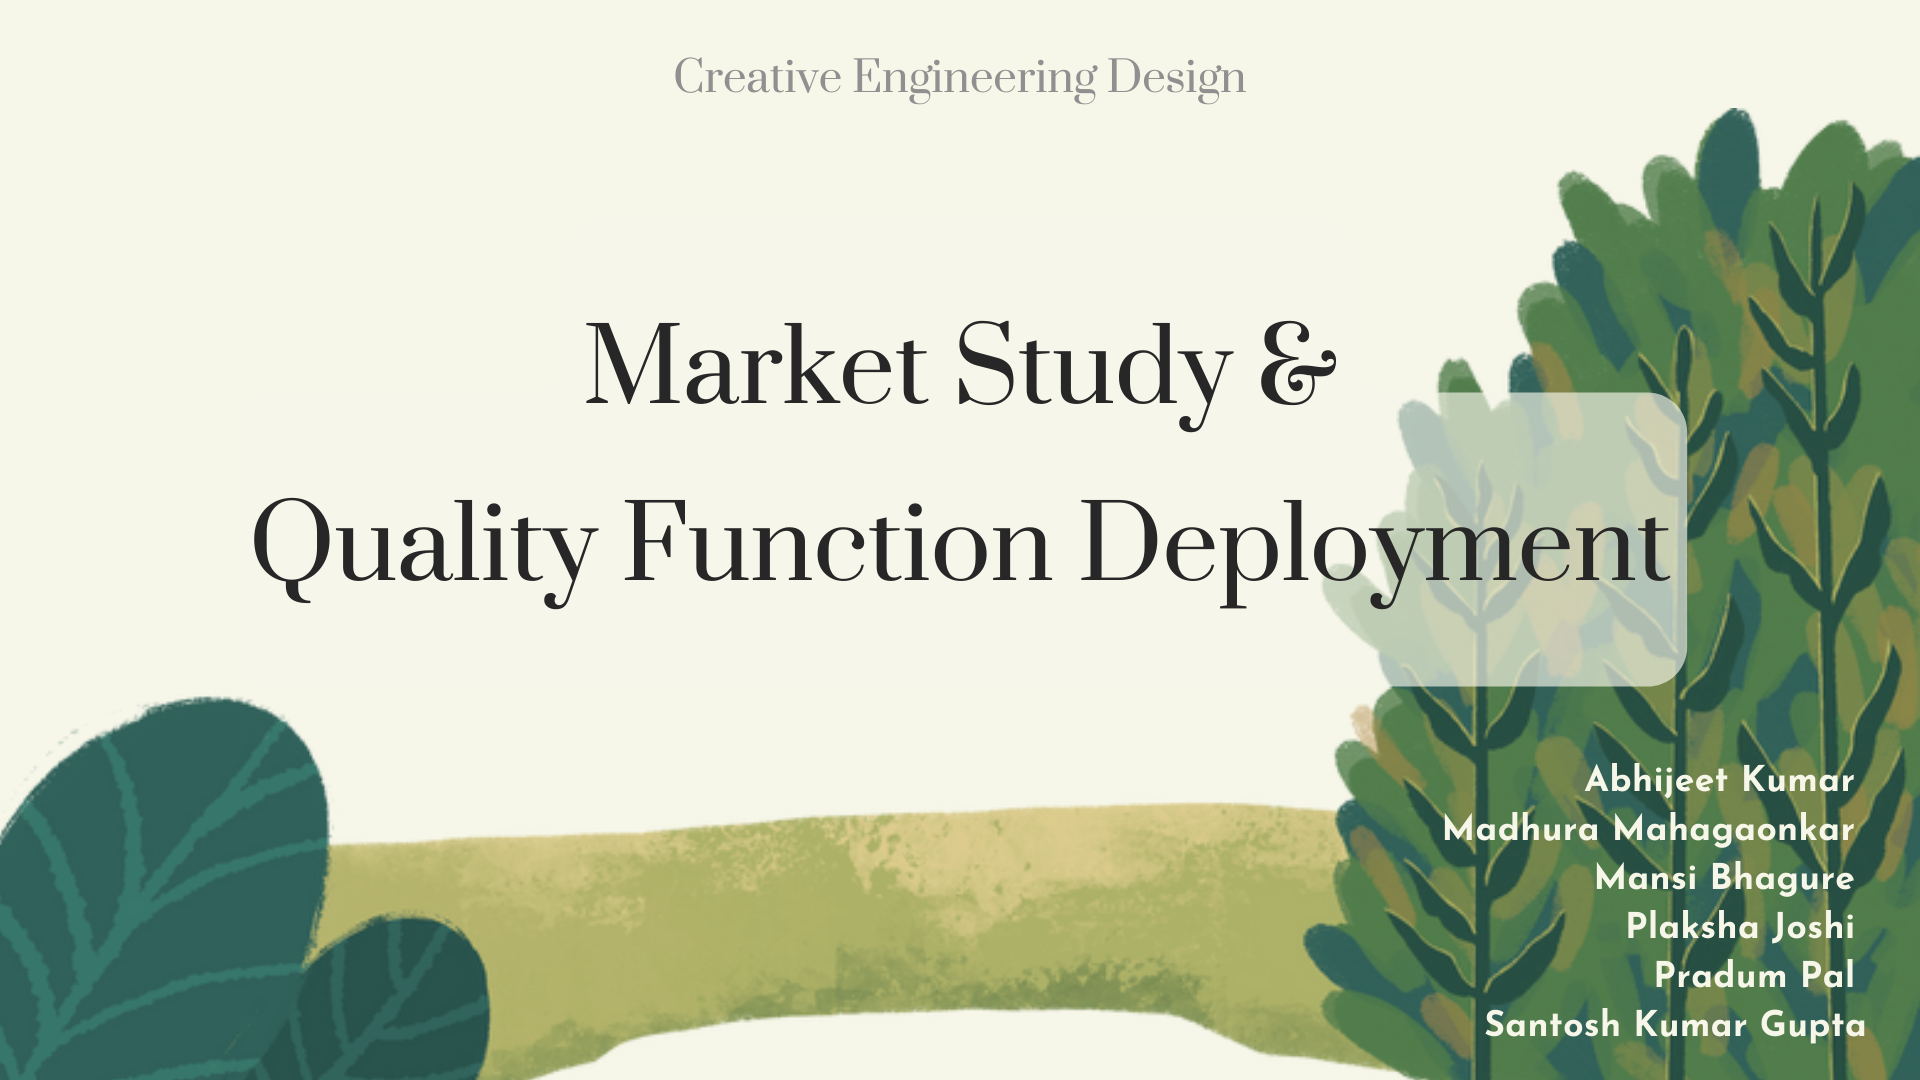 Creative Engineering Design
Market Study &
Quality Function Deployment
Abhijeet Kumar
Madhura Mahagaonkar
Mansi Bhagure
Plaksha Joshi
Pradum Pal
Santosh Kumar Gupta